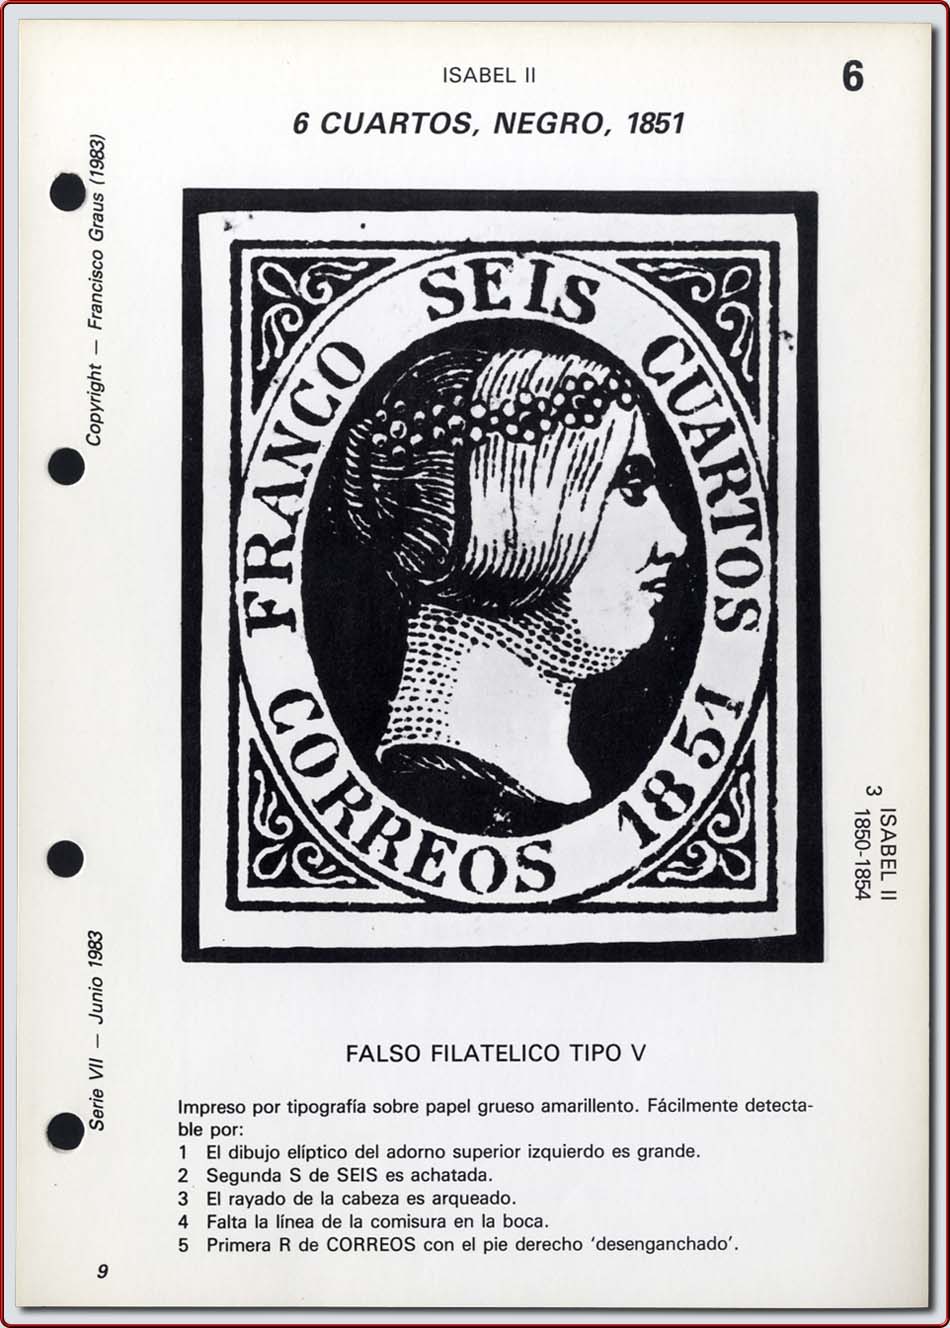 ISABEL II
6
6 CUARTOS, NEGRO, 1851
Copyright — Francisco Graus (1983)
FRANCO SEIS CUARTOS
CORREOS 1851
3 ISABEL II
1850-1854
Serie VII — Junio 1983
FALSO FILATELICO TIPO V
Impreso por tipografía sobre papel grueso amarillento. Fácilmente detecta-
ble por:
1 El dibujo elíptico del adorno superior izquierdo es grande.
2 Segunda S de SEIS es achatada.
3 El rayado de la cabeza es arqueado.
4 Falta la línea de la comisura en la boca.
5 Primera R de CORREOS con el pie derecho ‘desenganchado’.
9